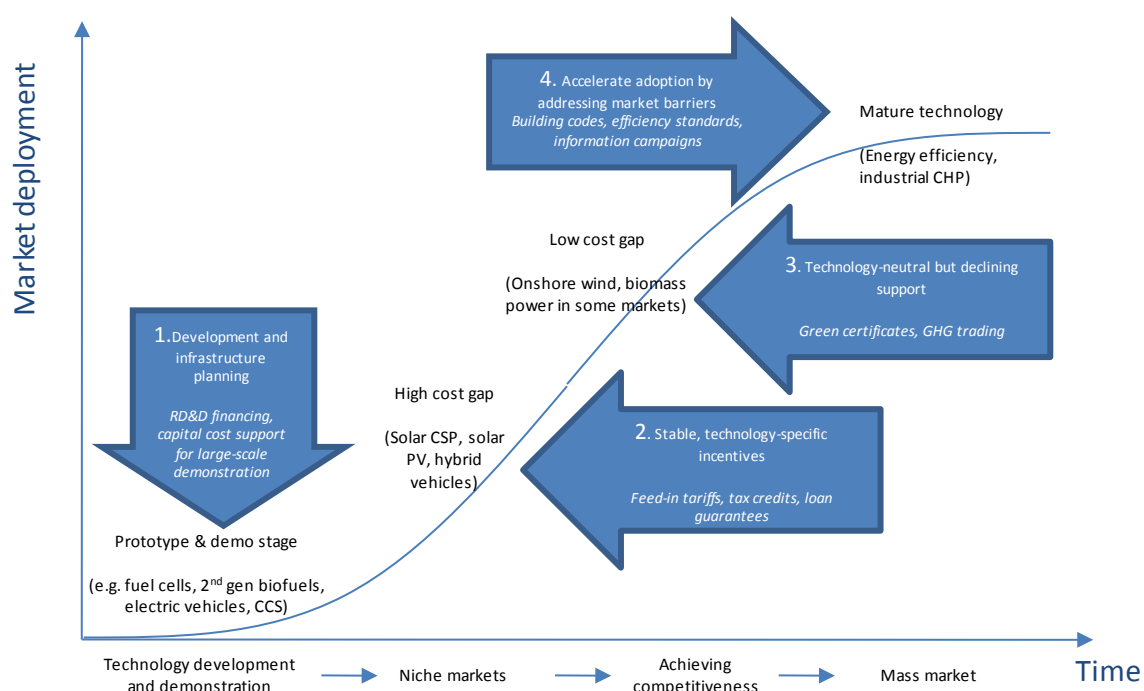 Market deployment
4. Accelerate adoption by
addressing market barriers
Building codes, efficiency standards,
information campaigns
Mature technology
(Energy efficiency,
industrial CHP)
Low cost gap
(Onshore wind, biomass
power in some markets)
3. Technology-neutral but declining
support
Green certificates, GHG trading
1.Development and
infrastructure
planning
RD&D financing,
capital cost support
for large-scale
demonstration
High cost gap
(Solar CSP, solar
PV, hybrid
vehicles)
2. Stable, technology-specific
incentives
Feed-in tariffs, tax credits, loan
guarantees
Prototype & demo stage
(e.g. fuel cells, 2nd gen biofuels,
electric vehicles, CCS)
Technology development
and demonstration
Niche markets
Achieving
competitiveness
Mass market
Time